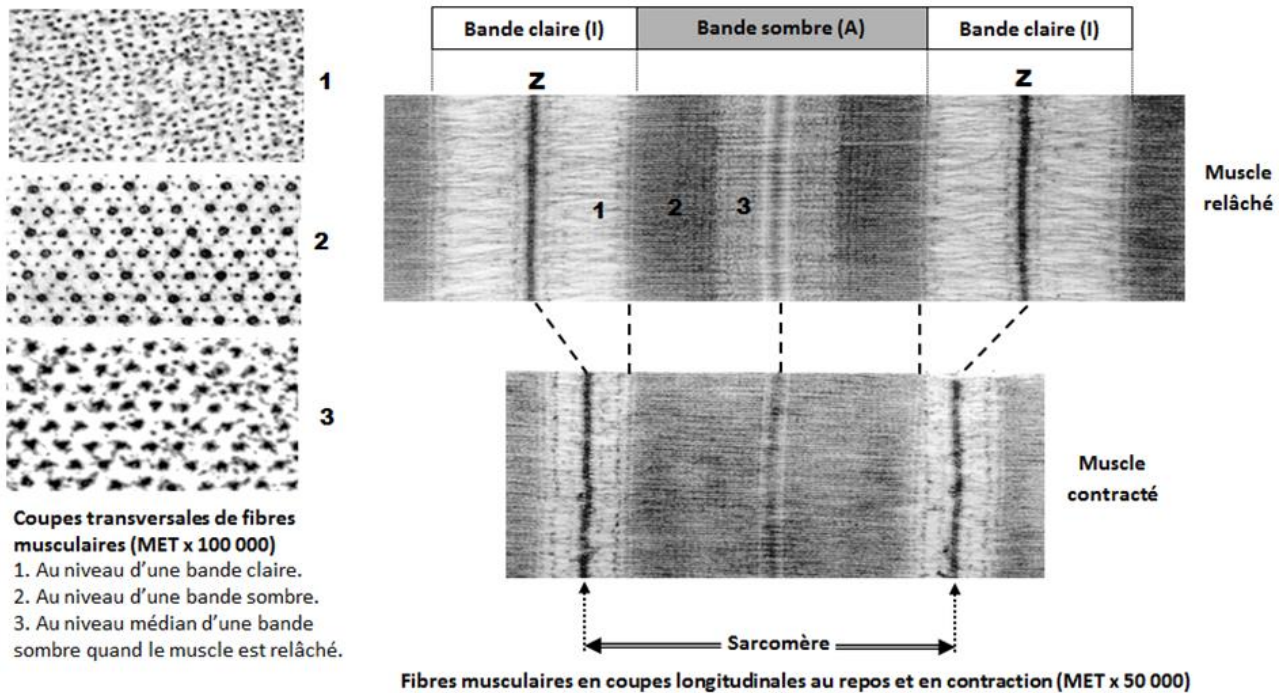 1
2
3
Coupes transversales de fibres
musculaires (MET x 100 000)
1. Au niveau d'une bande claire.
2. Au niveau d'une bande sombre.
3. Au niveau médian d'une bande
sombre quand le muscle est relâché.
Bande claire (I) Bande sombre (A) Bande claire (I)
Z Z
1 2 3
Muscle
relâché
Muscle
contracté
Sarcomère
Fibres musculaires en coupes longitudinales au repos et en contraction (MET x 50 000)